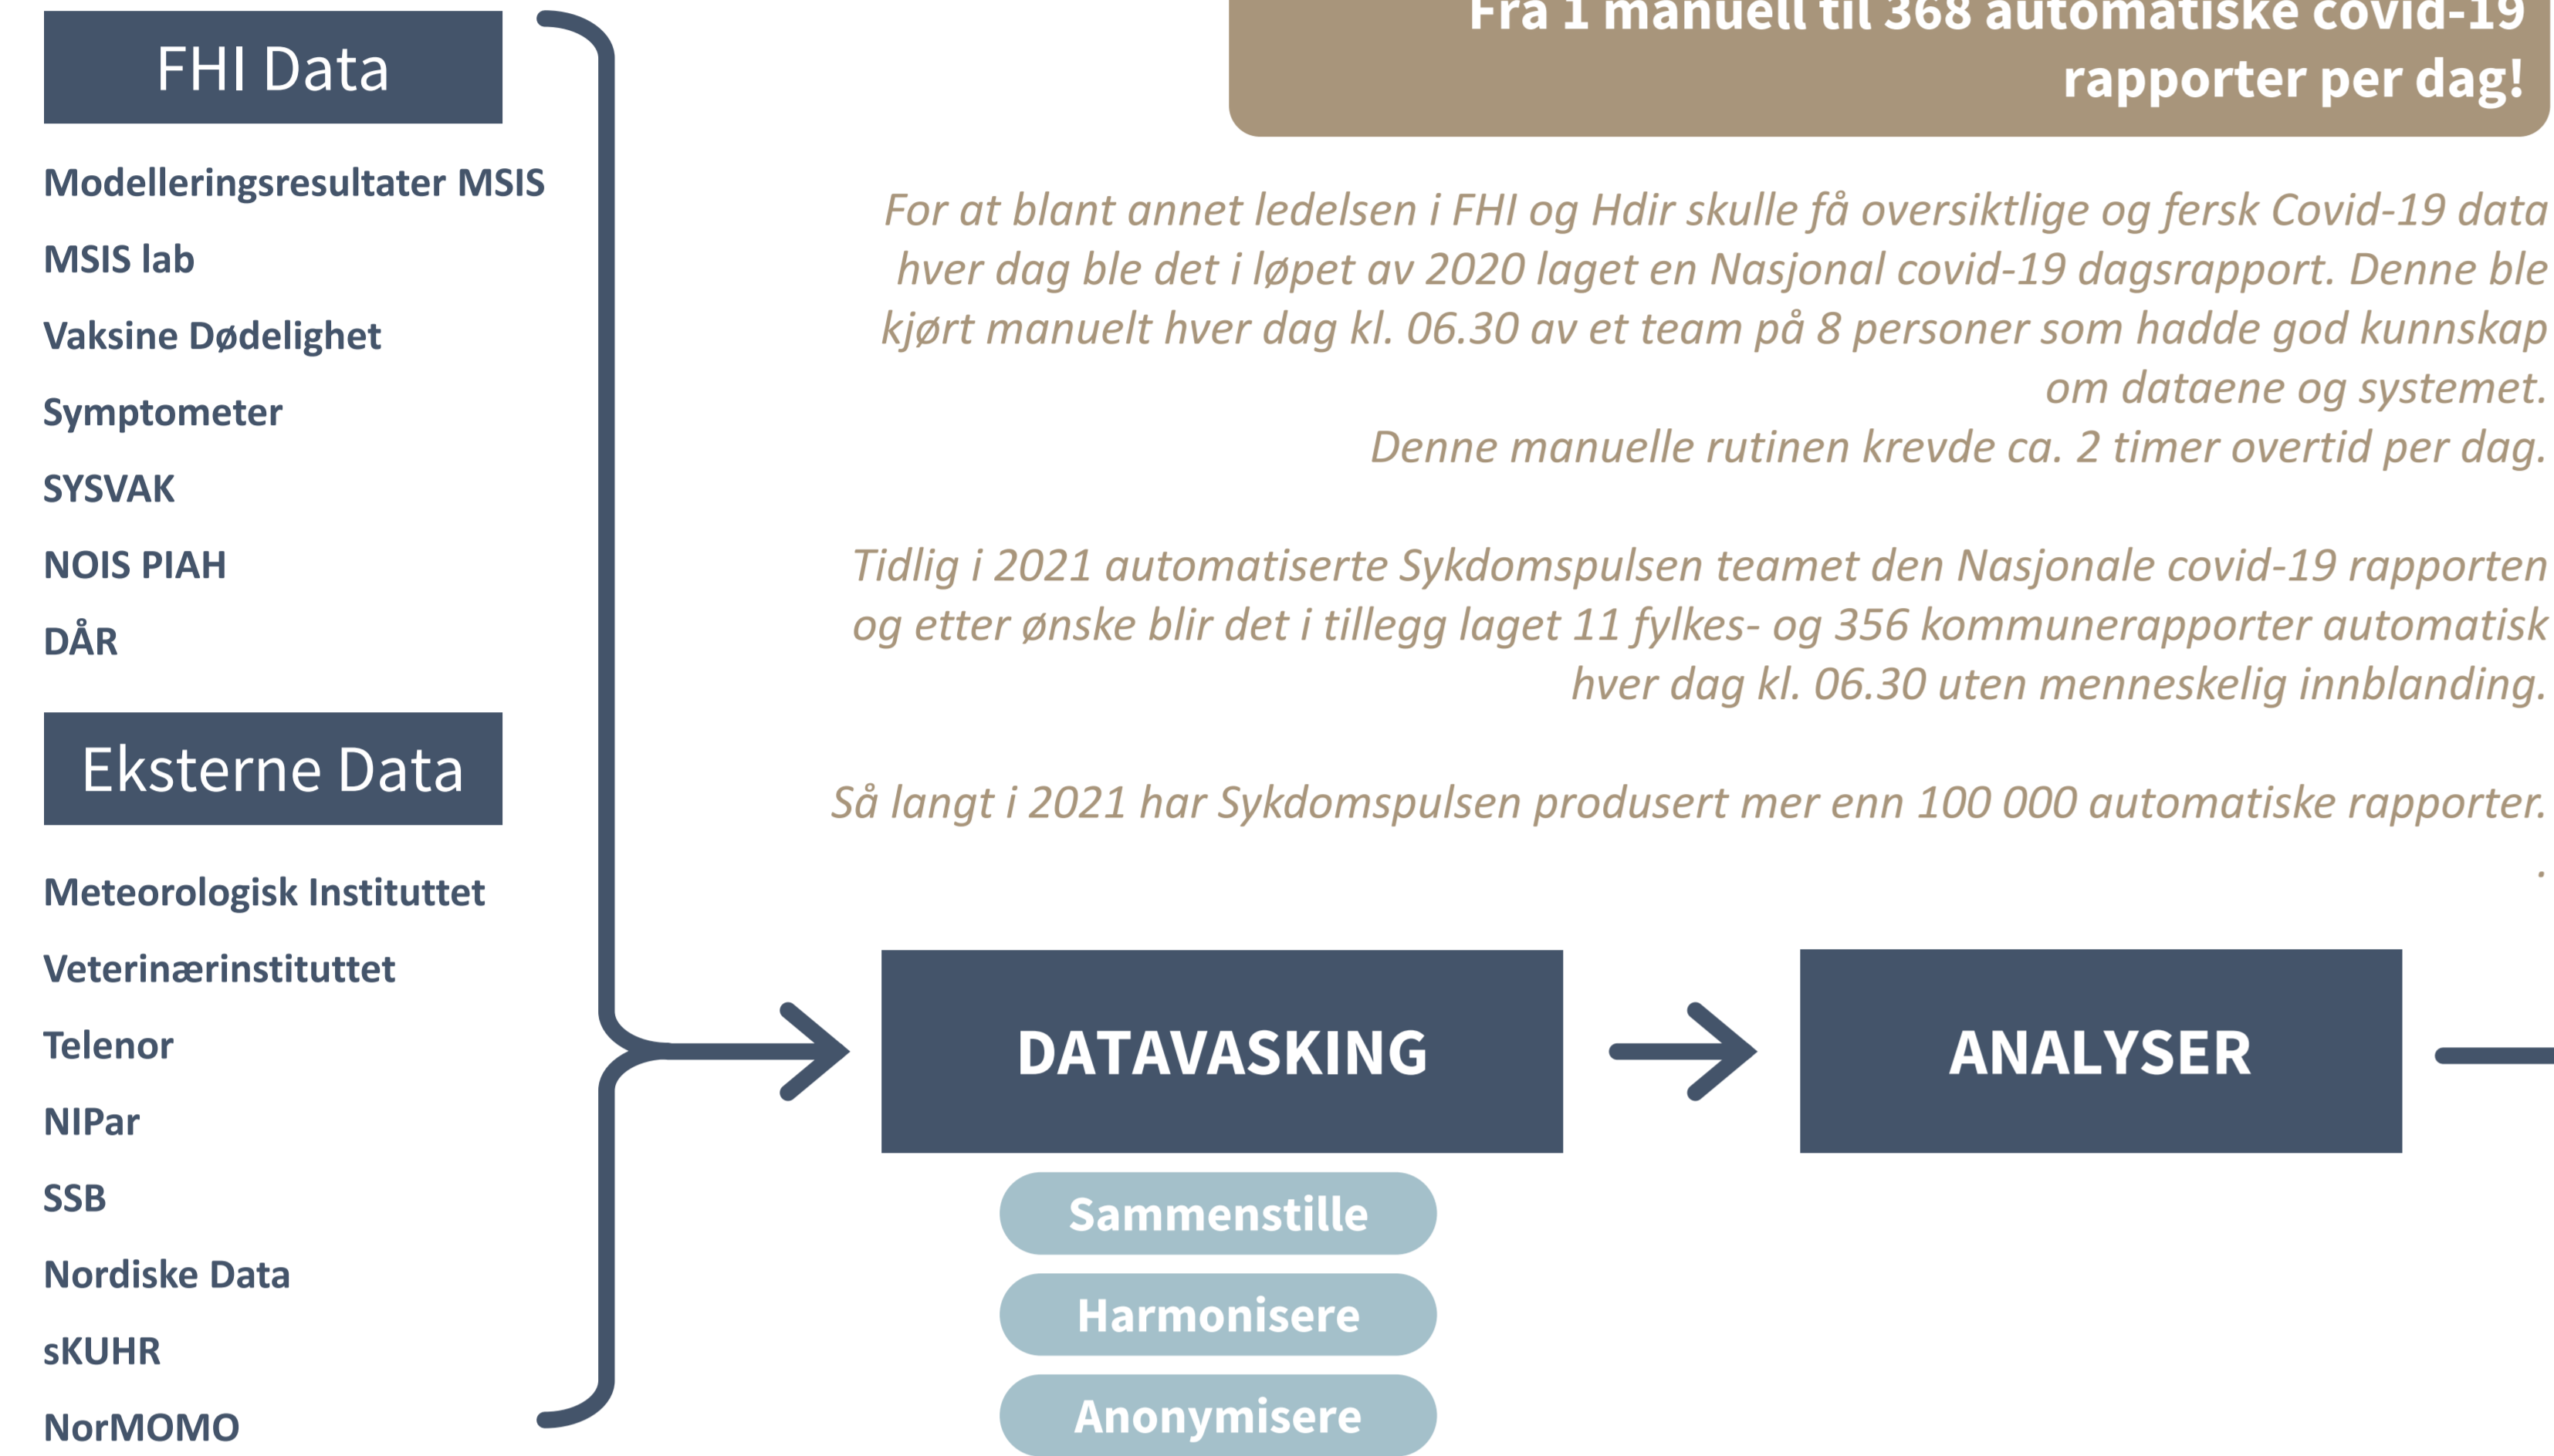 FHI Data
Modelleringsresultater MSIS
MSIS lab
Vaksine Dødelighet
Symptometer
SYSVAK
NOIS PIAH
DÅR
Eksterne Data
Meteorologisk Instituttet
Veterinærinstituttet
Telenor
NIPar
SSB
Nordiske Data
sKUHR
NorMOMO
Fra 1 manuell til 368 automatiske covid-19
rapporter per dag!
For at blant annet ledelsen i FHI og Hdir skulle få oversiktlige og fersk Covid-19 data
hver dag ble det i løpet av 2020 laget en Nasjonal covid-19 dagsrapport. Denne ble
kjørt manuelt hver dag kl. 06.30 av et team på 8 personer som hadde god kunnskap
om dataene og systemet.
Denne manuelle rutinen krevde ca. 2 timer overtid per dag.
Tidlig i 2021 automatiserte Sykdomspulsen teamet den Nasjonale covid-19 rapporten
og etter ønske blir det i tillegg laget 11 fylkes- og 356 kommunerapporter automatisk
hver dag kl. 06.30 uten menneskelig innblanding.
Så langt i 2021 har Sykdomspulsen produsert mer enn 100 000 automatiske rapporter.
.
DATAVASKING
Sammenstille
Harmonisere
Anonymisere
ANALYSER